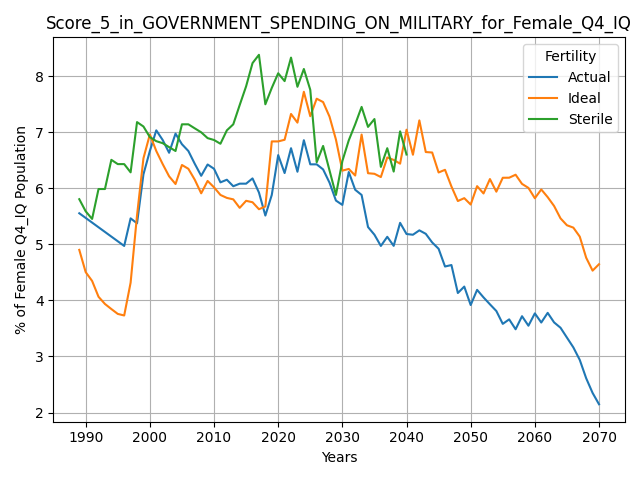 Score_5_in_GOVERNMENT_SPENDING_ON_MILITARY_for_Female_Q4_IQ
Fertility
Actual
Ideal
Sterile
% of Female Q4_IQ Population
8
7
6
5
4
3
2
1990 2000 2010 2020 2030 2040 2050 2060 2070
Years